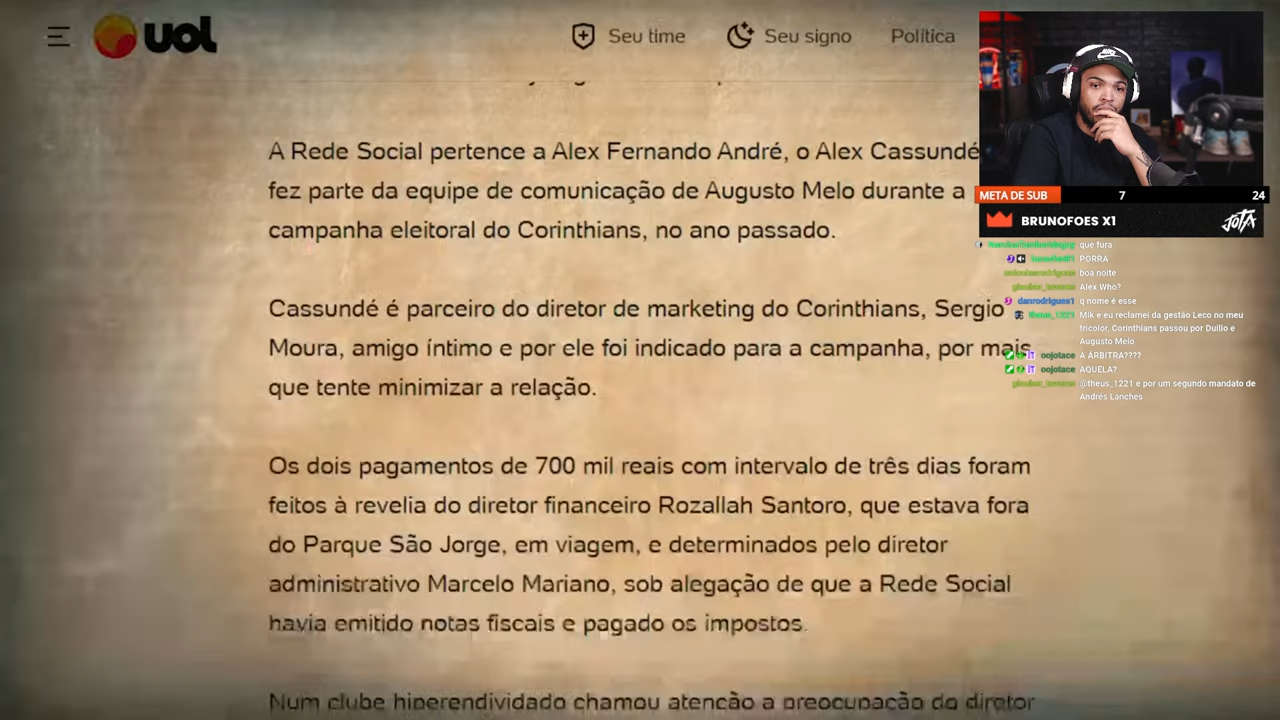 uol
Seu time
Seu signo
Política
A Rede Social pertence a Alex Fernando André, o Alex Cassundé
fez parte da equipe de comunicação de Augusto Melo durante a
campanha eleitoral do Corinthians, no ano passado.
Cassundé é parceiro do diretor de marketing do Corinthians, Sergio
Moura, amigo íntimo e por ele foi indicado para a campanha, por mais
que tente minimizar a relação.
Os dois pagamentos de 700 mil reais com intervalo de três dias foram
feitos à revelia do diretor financeiro Rozallah Santoro, que estava fora
do Parque São Jorge, em viagem, e determinados pelo diretor
administrativo Marcelo Mariano, sob alegação de que a Rede Social
havia emitido notas fiscais e pagado os impostos.
Num clube hiperendividado chamou atenção a preocupação do diretor
META DE SUB 7 24
BRUNOFOES X1
JOTA
que fura
PORRA
boa noite
Alex Who?
danrodrigues1 q nome é esse
theus_1221 Mlk e eu reclamei da gestão Leco no meu
tricolor, Corinthians passou por Duilio e
Augusto Melo
oojotace A ÁRBITRA????
oojotace AQUELA?
@theus_1221 e por um segundo mandato de
Andrés Lanches